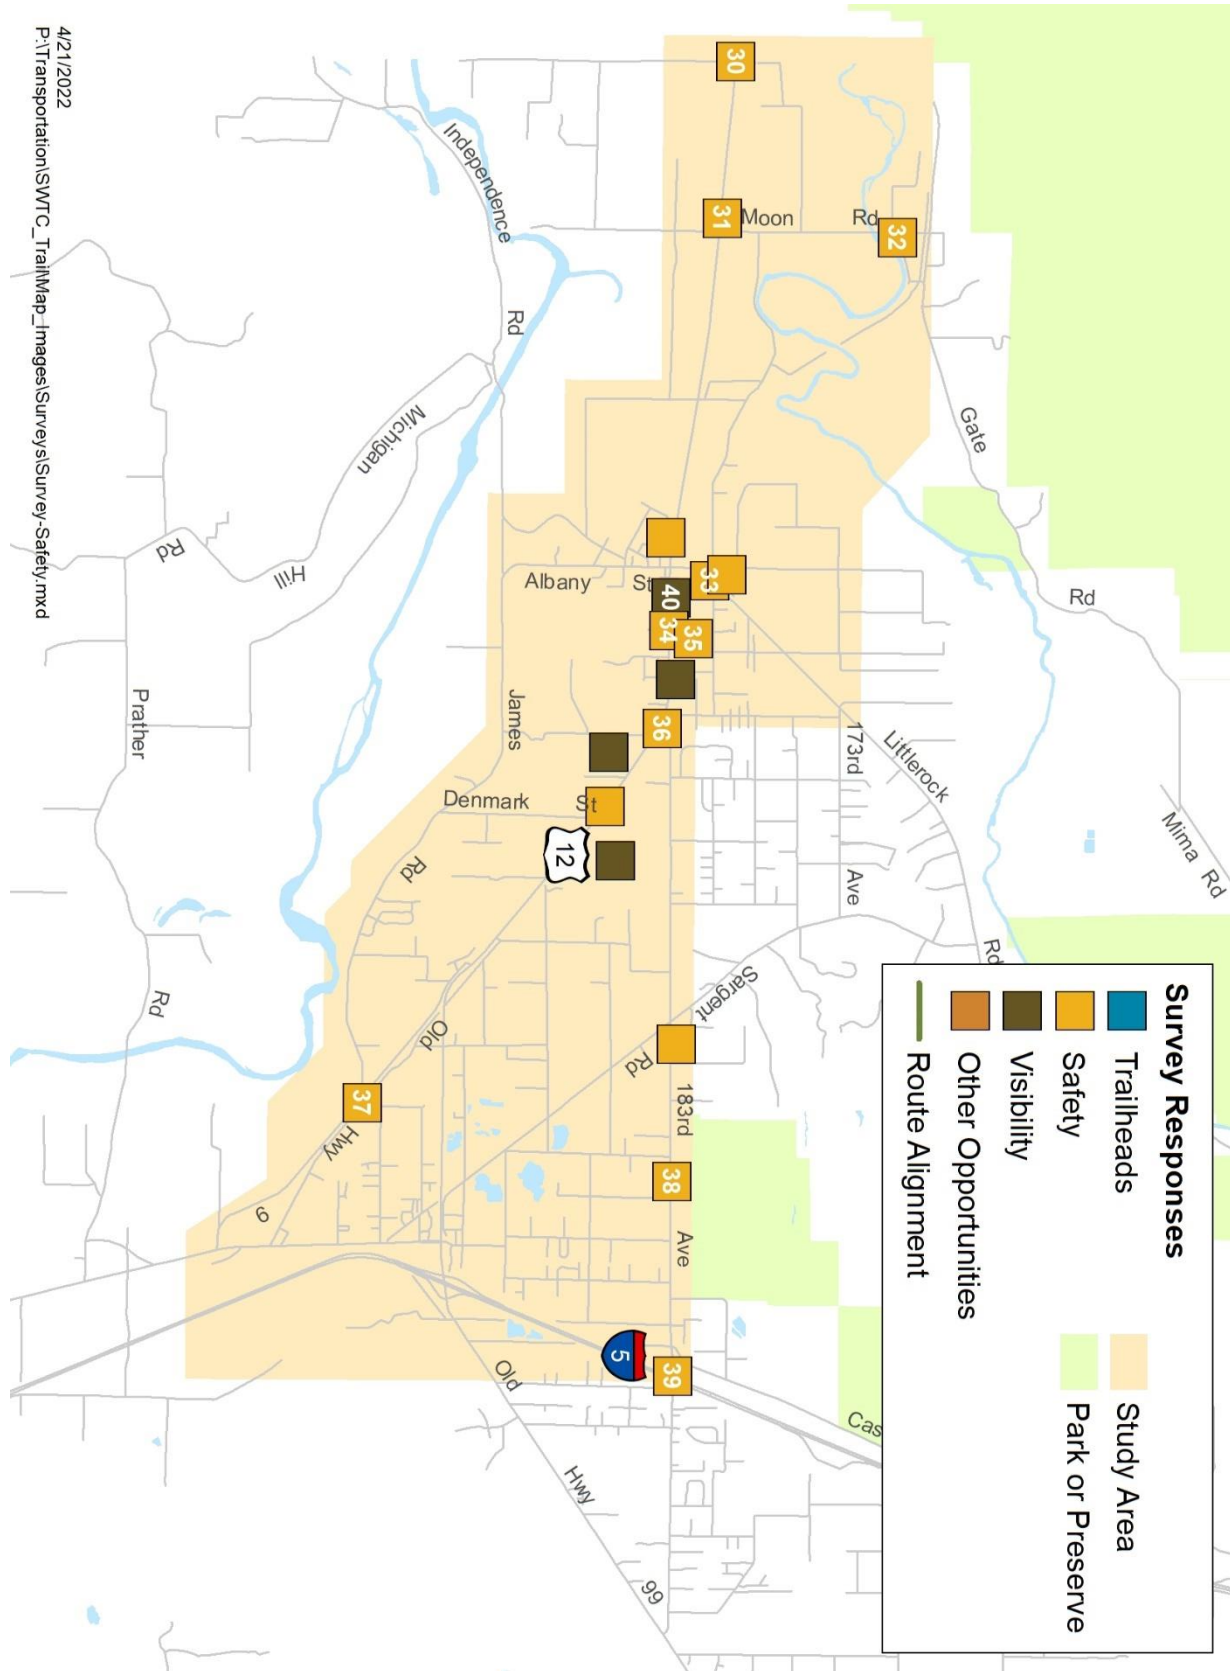 Survey Responses
Trailheads
Safety
Visibility
Other Opportunities
Route Alignment
Study Area
Park or Preserve
30
31
32
33
40
34
35
36
37
38
39
12
5
Moon Rd
Independence Rd
Michigan Hill Rd
Prather Rd
Gate Rd
Mima Rd
Albany St
James Rd
Denmark St
173rd Ave
Littlerock Rd
Sargent Rd
183rd Ave
Old Hwy 9
Old Hwy 99
Cas
4/21/2022
P:\Transportation\SWTC_Trail\Map_Images\Surveys\Survey-Safety.mxd